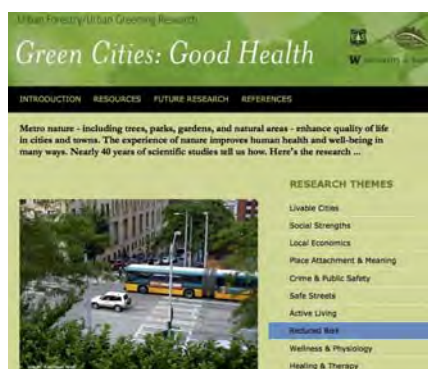 Urban Forestry/Urban Greening Research
Green Cities: Good Health
INTRODUCTION RESOURCES FUTURE RESEARCH REFERENCES
Metro nature - including trees, parks, gardens, and natural areas - enhance quality of life
in cities and towns. The experience of nature improves human health and well-being in
many ways. Nearly 40 years of scientific studies tell us how. Here's the research ...
RESEARCH THEMES
Livable Cities
Social Strengths
Local Economics
Place Attachment & Meaning
Crime & Public Safety
Safe Streets
Active Living
Reduced Risk
Wellness & Physiology
Healing & Therapy